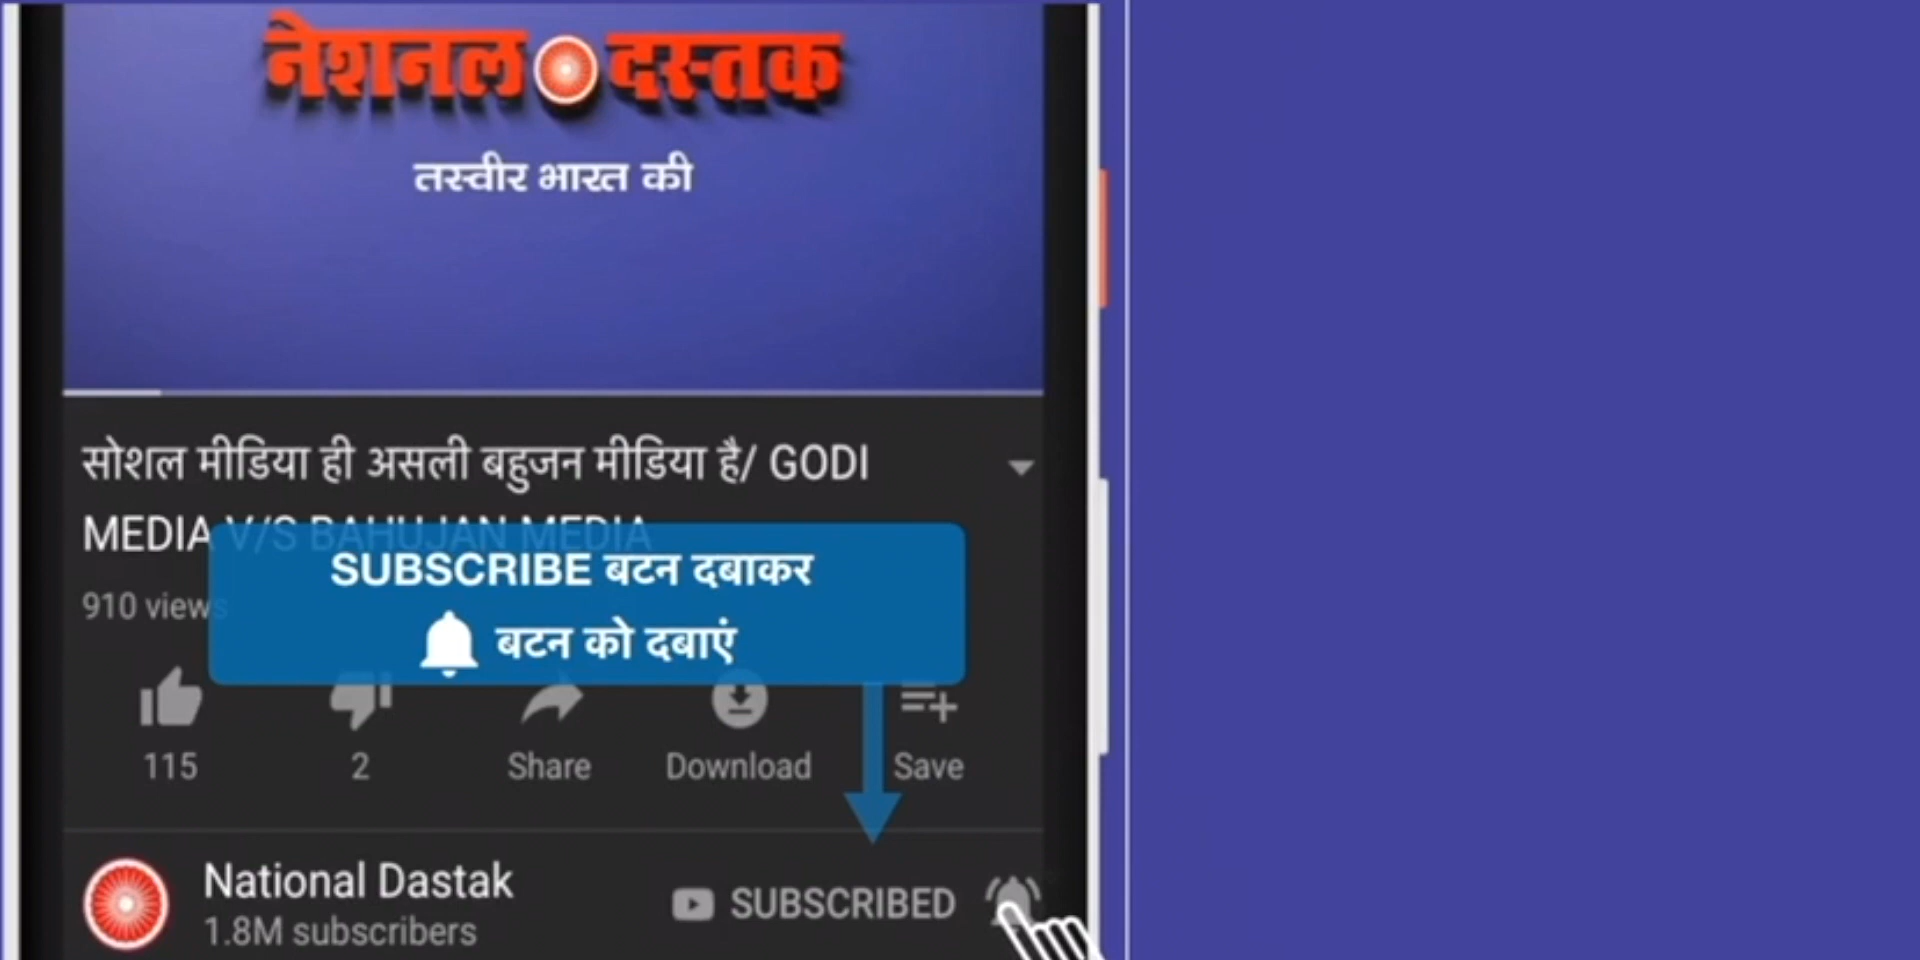 नेशनल दस्तक
तस्वीर भारत की
सोशल मीडिया ही असली बहुजन मीडिया है/ GODI
MEDIA V/S BAHUJAN MEDIA
SUBSCRIBE बटन दबाकर
910 views
बटन को दबाएं
115
2
Share
Download
Save
National Dastak
SUBSCRIBED
1.8M subscribers